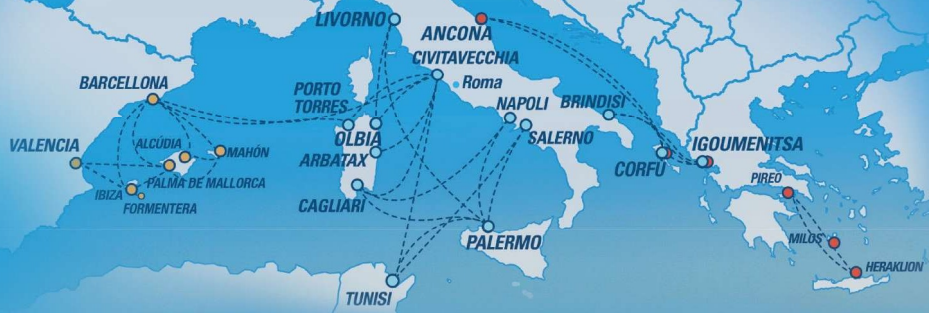 LIVORNO
ANCONA
CIVITAVECCHIA
Roma
BARCELLONA
PORTO
TORRES
NAPOLI
BRINDISI
OLBIA
SALERNO
VALENCIA
ALCÚDIA
MAHÓN
ARBATAX
IGOUMENITSA
CORFÙ
PALMA DE MALLORCA
PIREO
IBIZA
FORMENTERA
CAGLIARI
PALERMO
MILOS
HERAKLION
TUNISI